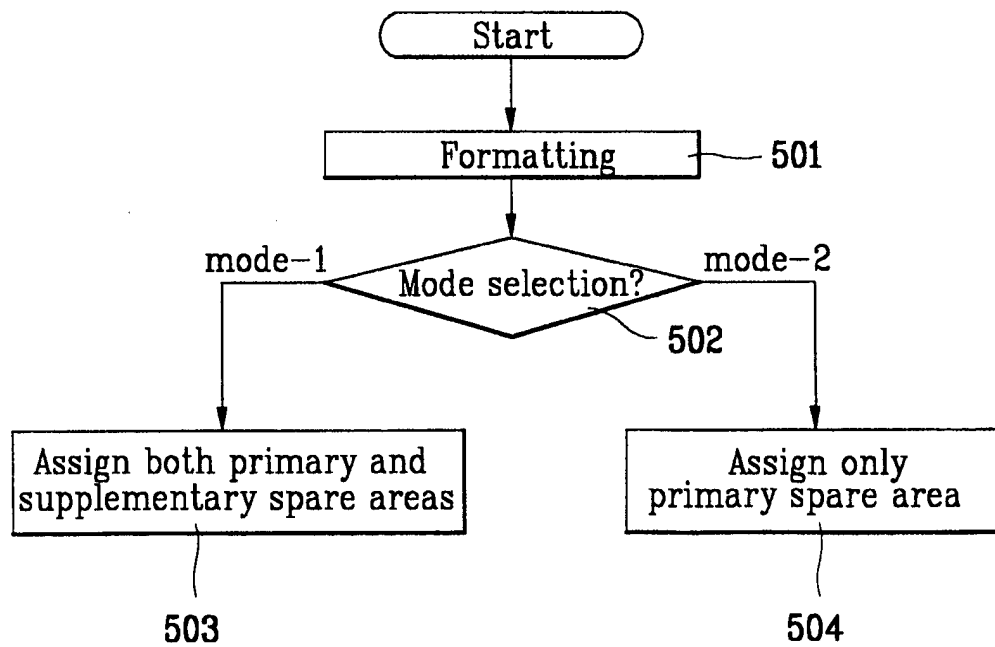 Start
Formatting
501
mode-1
Mode selection?
mode-2
502
Assign both primary and
supplementary spare areas
Assign only
primary spare area
503
504